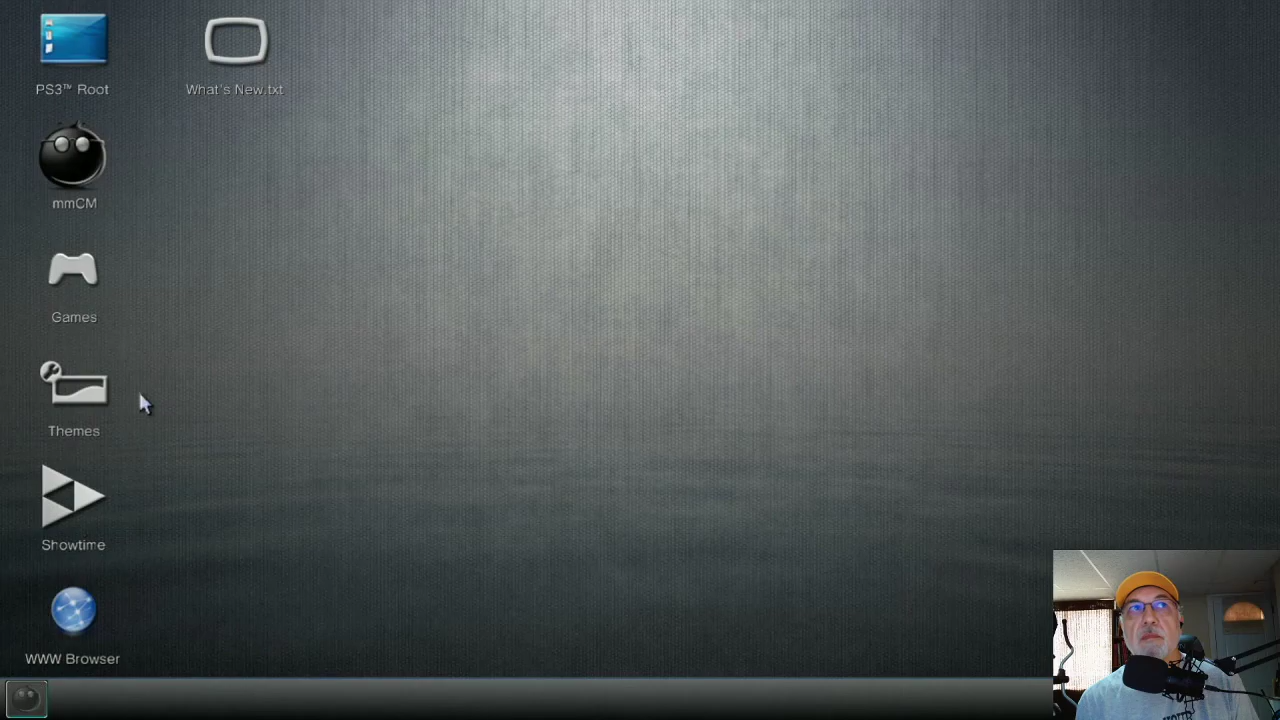 PS3™ Root
What's New.txt
mmCM
Games
Themes
Showtime
WWW Browser